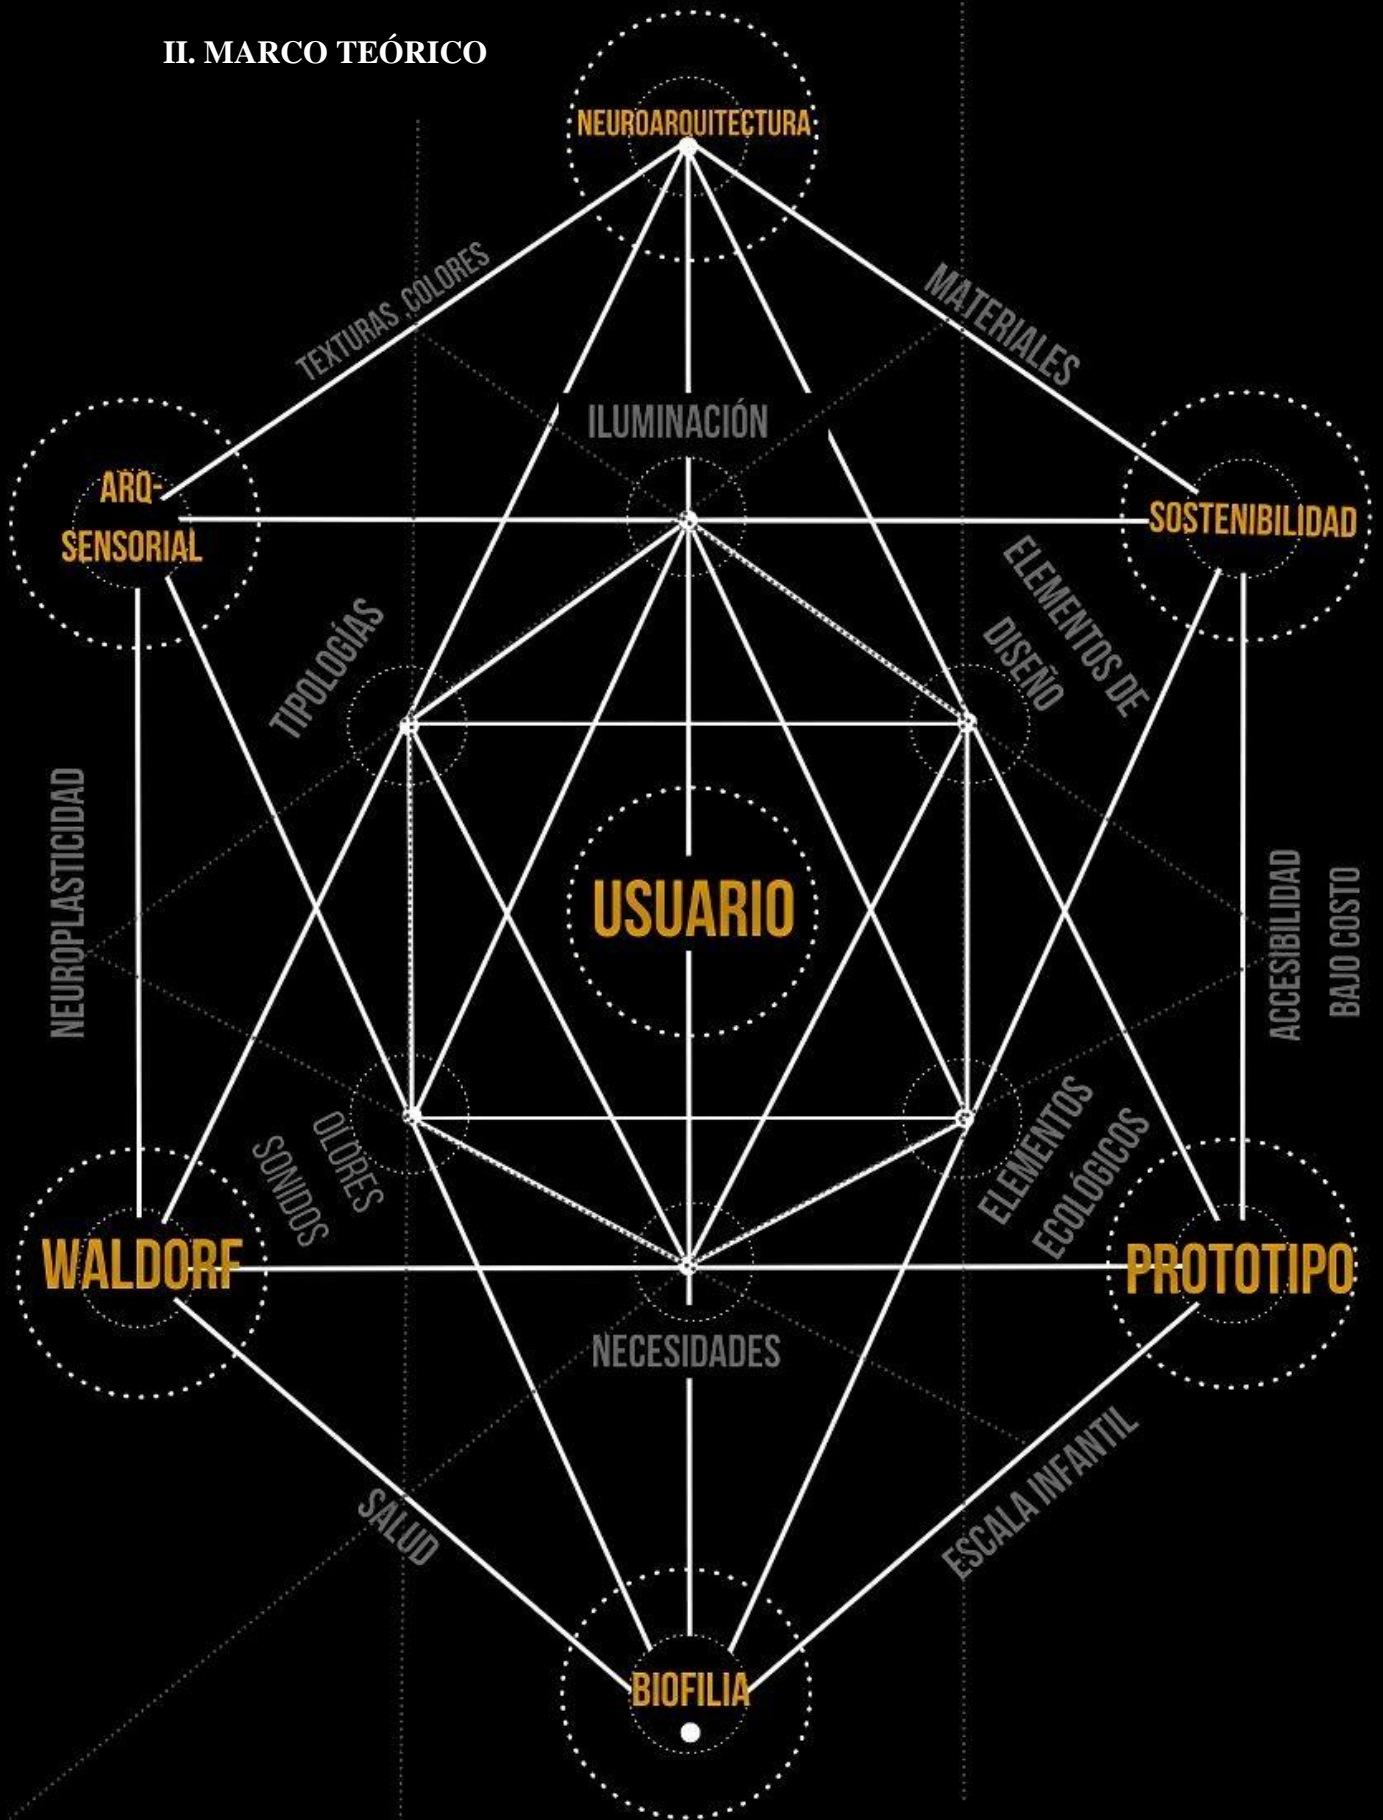 II. MARCO TEÓRICO
NEUROARQUITECTURA
TEXTURAS ,COLORES
MATERIALES
ILUMINACIÓN
ARQ-
SENSORIAL
SOSTENIBILIDAD
TIPOLOGÍAS
ELEMENTOS DE
DISEÑO
NEUROPLASTICIDAD
USUARIO
ACCESIBILIDAD
BAJO COSTO
OLORES
SONIDOS
ELEMENTOS
ECOLÓGICOS
WALDORF
PROTOTIPO
NECESIDADES
SALUD
ESCALA INFANTIL
BIOFILIA